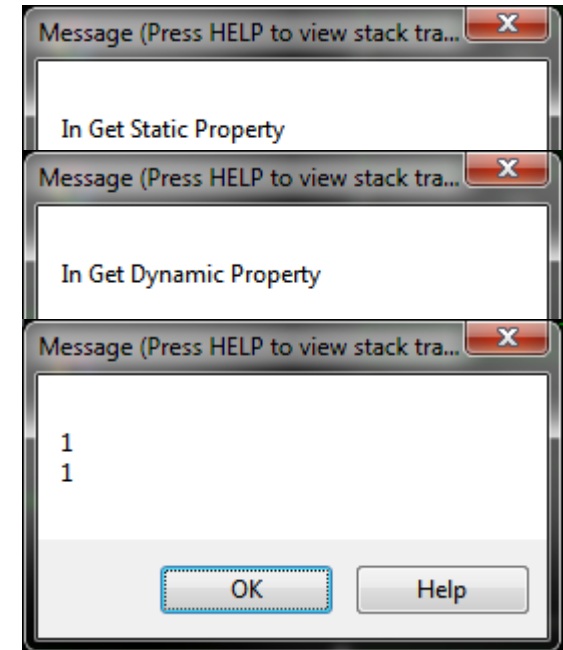 Message (Press HELP to view stack tra...
In Get Static Property
Message (Press HELP to view stack tra...
In Get Dynamic Property
Message (Press HELP to view stack tra...
1
1
OK Help